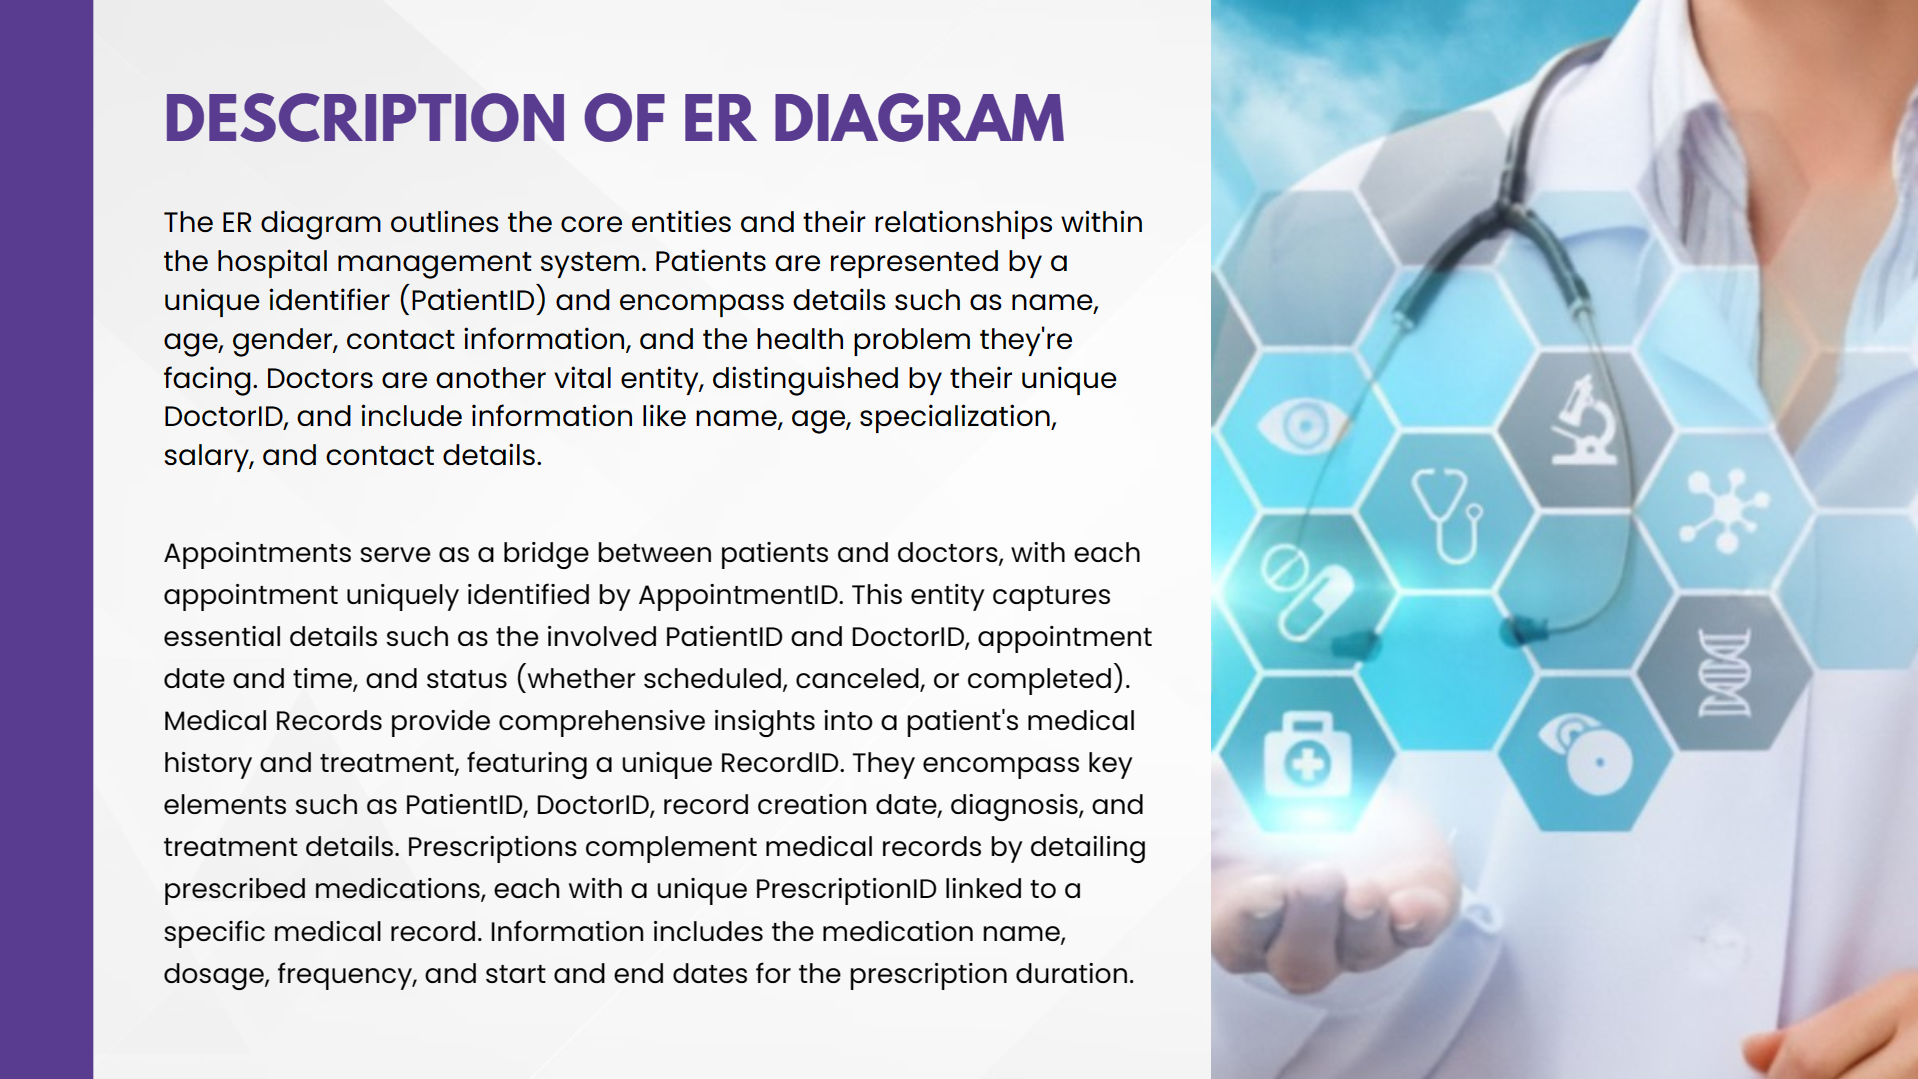 DESCRIPTION OF ER DIAGRAM
The ER diagram outlines the core entities and their relationships within
the hospital management system. Patients are represented by a
unique identifier (PatientID) and encompass details such as name,
age, gender, contact information, and the health problem they're
facing. Doctors are another vital entity, distinguished by their unique
DoctorID, and include information like name, age, specialization,
salary, and contact details.
Appointments serve as a bridge between patients and doctors, with each
appointment uniquely identified by AppointmentID. This entity captures
essential details such as the involved PatientID and DoctorID, appointment
date and time, and status (whether scheduled, canceled, or completed).
Medical Records provide comprehensive insights into a patient's medical
history and treatment, featuring a unique RecordID. They encompass key
elements such as PatientID, DoctorID, record creation date, diagnosis, and
treatment details. Prescriptions complement medical records by detailing
prescribed medications, each with a unique PrescriptionID linked to a
specific medical record. Information includes the medication name,
dosage, frequency, and start and end dates for the prescription duration.